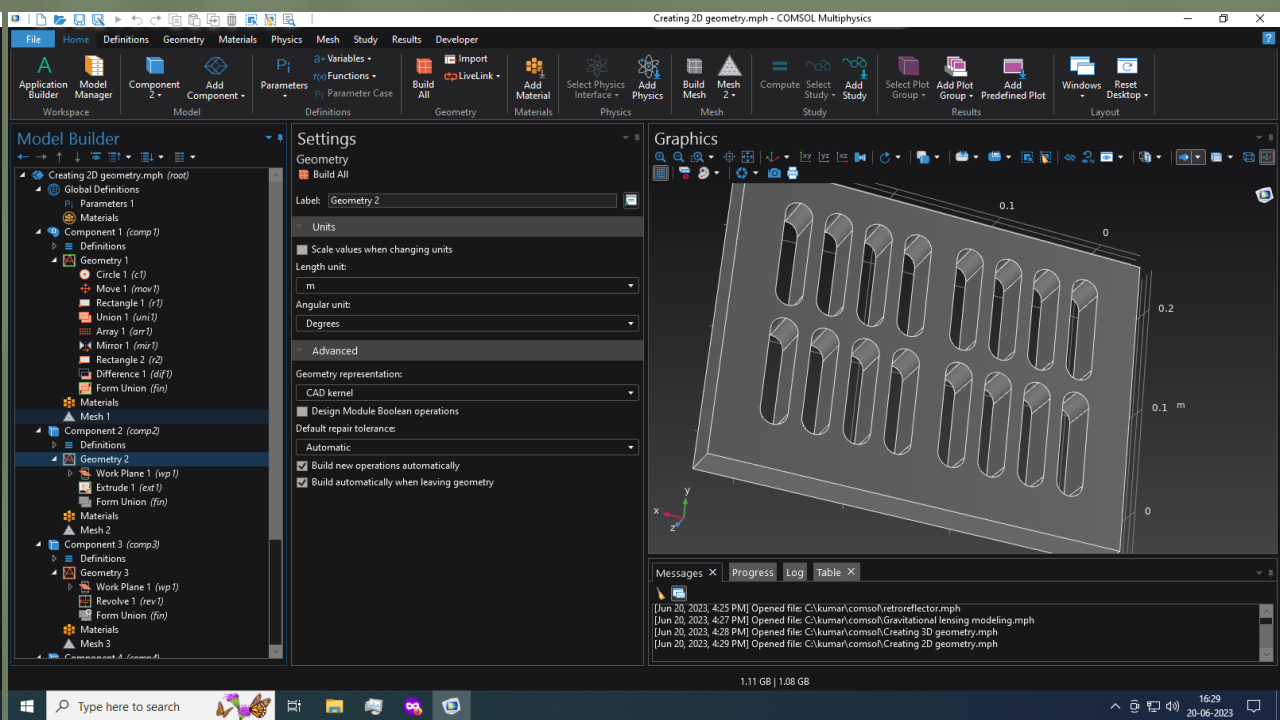 Creating 2D geometry.mph - COMSOL Multiphysics
File Home Definitions Geometry Materials Physics Mesh Study Results Developer
Application Builder
Model Manager
Workspace
Component 2
Add Component
Model
Parameters
a= Variables
f(x) Functions
Pi Parameter Case
Definitions
Build All
Import
LiveLink
Geometry
Add Material
Materials
Select Physics Interface
Add Physics
Physics
Build Mesh
Mesh 2
Mesh
Compute
Select Study
Add Study
Study
Select Plot Group
Add Plot Group
Add Predefined Plot
Results
Windows
Reset Desktop
Layout
Model Builder
Creating 2D geometry.mph (root)
Global Definitions
Pi Parameters 1
Materials
Component 1 (comp1)
Definitions
Geometry 1
Circle 1 (c1)
Move 1 (mov1)
Rectangle 1 (r1)
Union 1 (uni1)
Array 1 (arr1)
Mirror 1 (mir1)
Rectangle 2 (r2)
Difference 1 (dif1)
Form Union (fin)
Materials
Mesh 1
Component 2 (comp2)
Definitions
Geometry 2
Work Plane 1 (wp1)
Extrude 1 (ext1)
Form Union (fin)
Materials
Mesh 2
Component 3 (comp3)
Definitions
Geometry 3
Work Plane 1 (wp1)
Revolve 1 (rev1)
Form Union (fin)
Materials
Mesh 3
Component 4 (comp4)
Settings
Geometry
Build All
Label: Geometry 2
Units
Scale values when changing units
Length unit:
m
Angular unit:
Degrees
Advanced
Geometry representation:
CAD kernel
Design Module Boolean operations
Default repair tolerance:
Automatic
Build new operations automatically
Build automatically when leaving geometry
Graphics
xy yz xz
0.1
0
0.2
0.1 m
0
y
x
z
Messages Progress Log Table
[Jun 20, 2023, 4:25 PM] Opened file: C:\kumar\comsol\retroreflector.mph
[Jun 20, 2023, 4:27 PM] Opened file: C:\kumar\comsol\Gravitational lensing modeling.mph
[Jun 20, 2023, 4:28 PM] Opened file: C:\kumar\comsol\Creating 3D geometry.mph
[Jun 20, 2023, 4:29 PM] Opened file: C:\kumar\comsol\Creating 2D geometry.mph
1.11 GB | 1.08 GB
Type here to search
16:29
20-06-2023